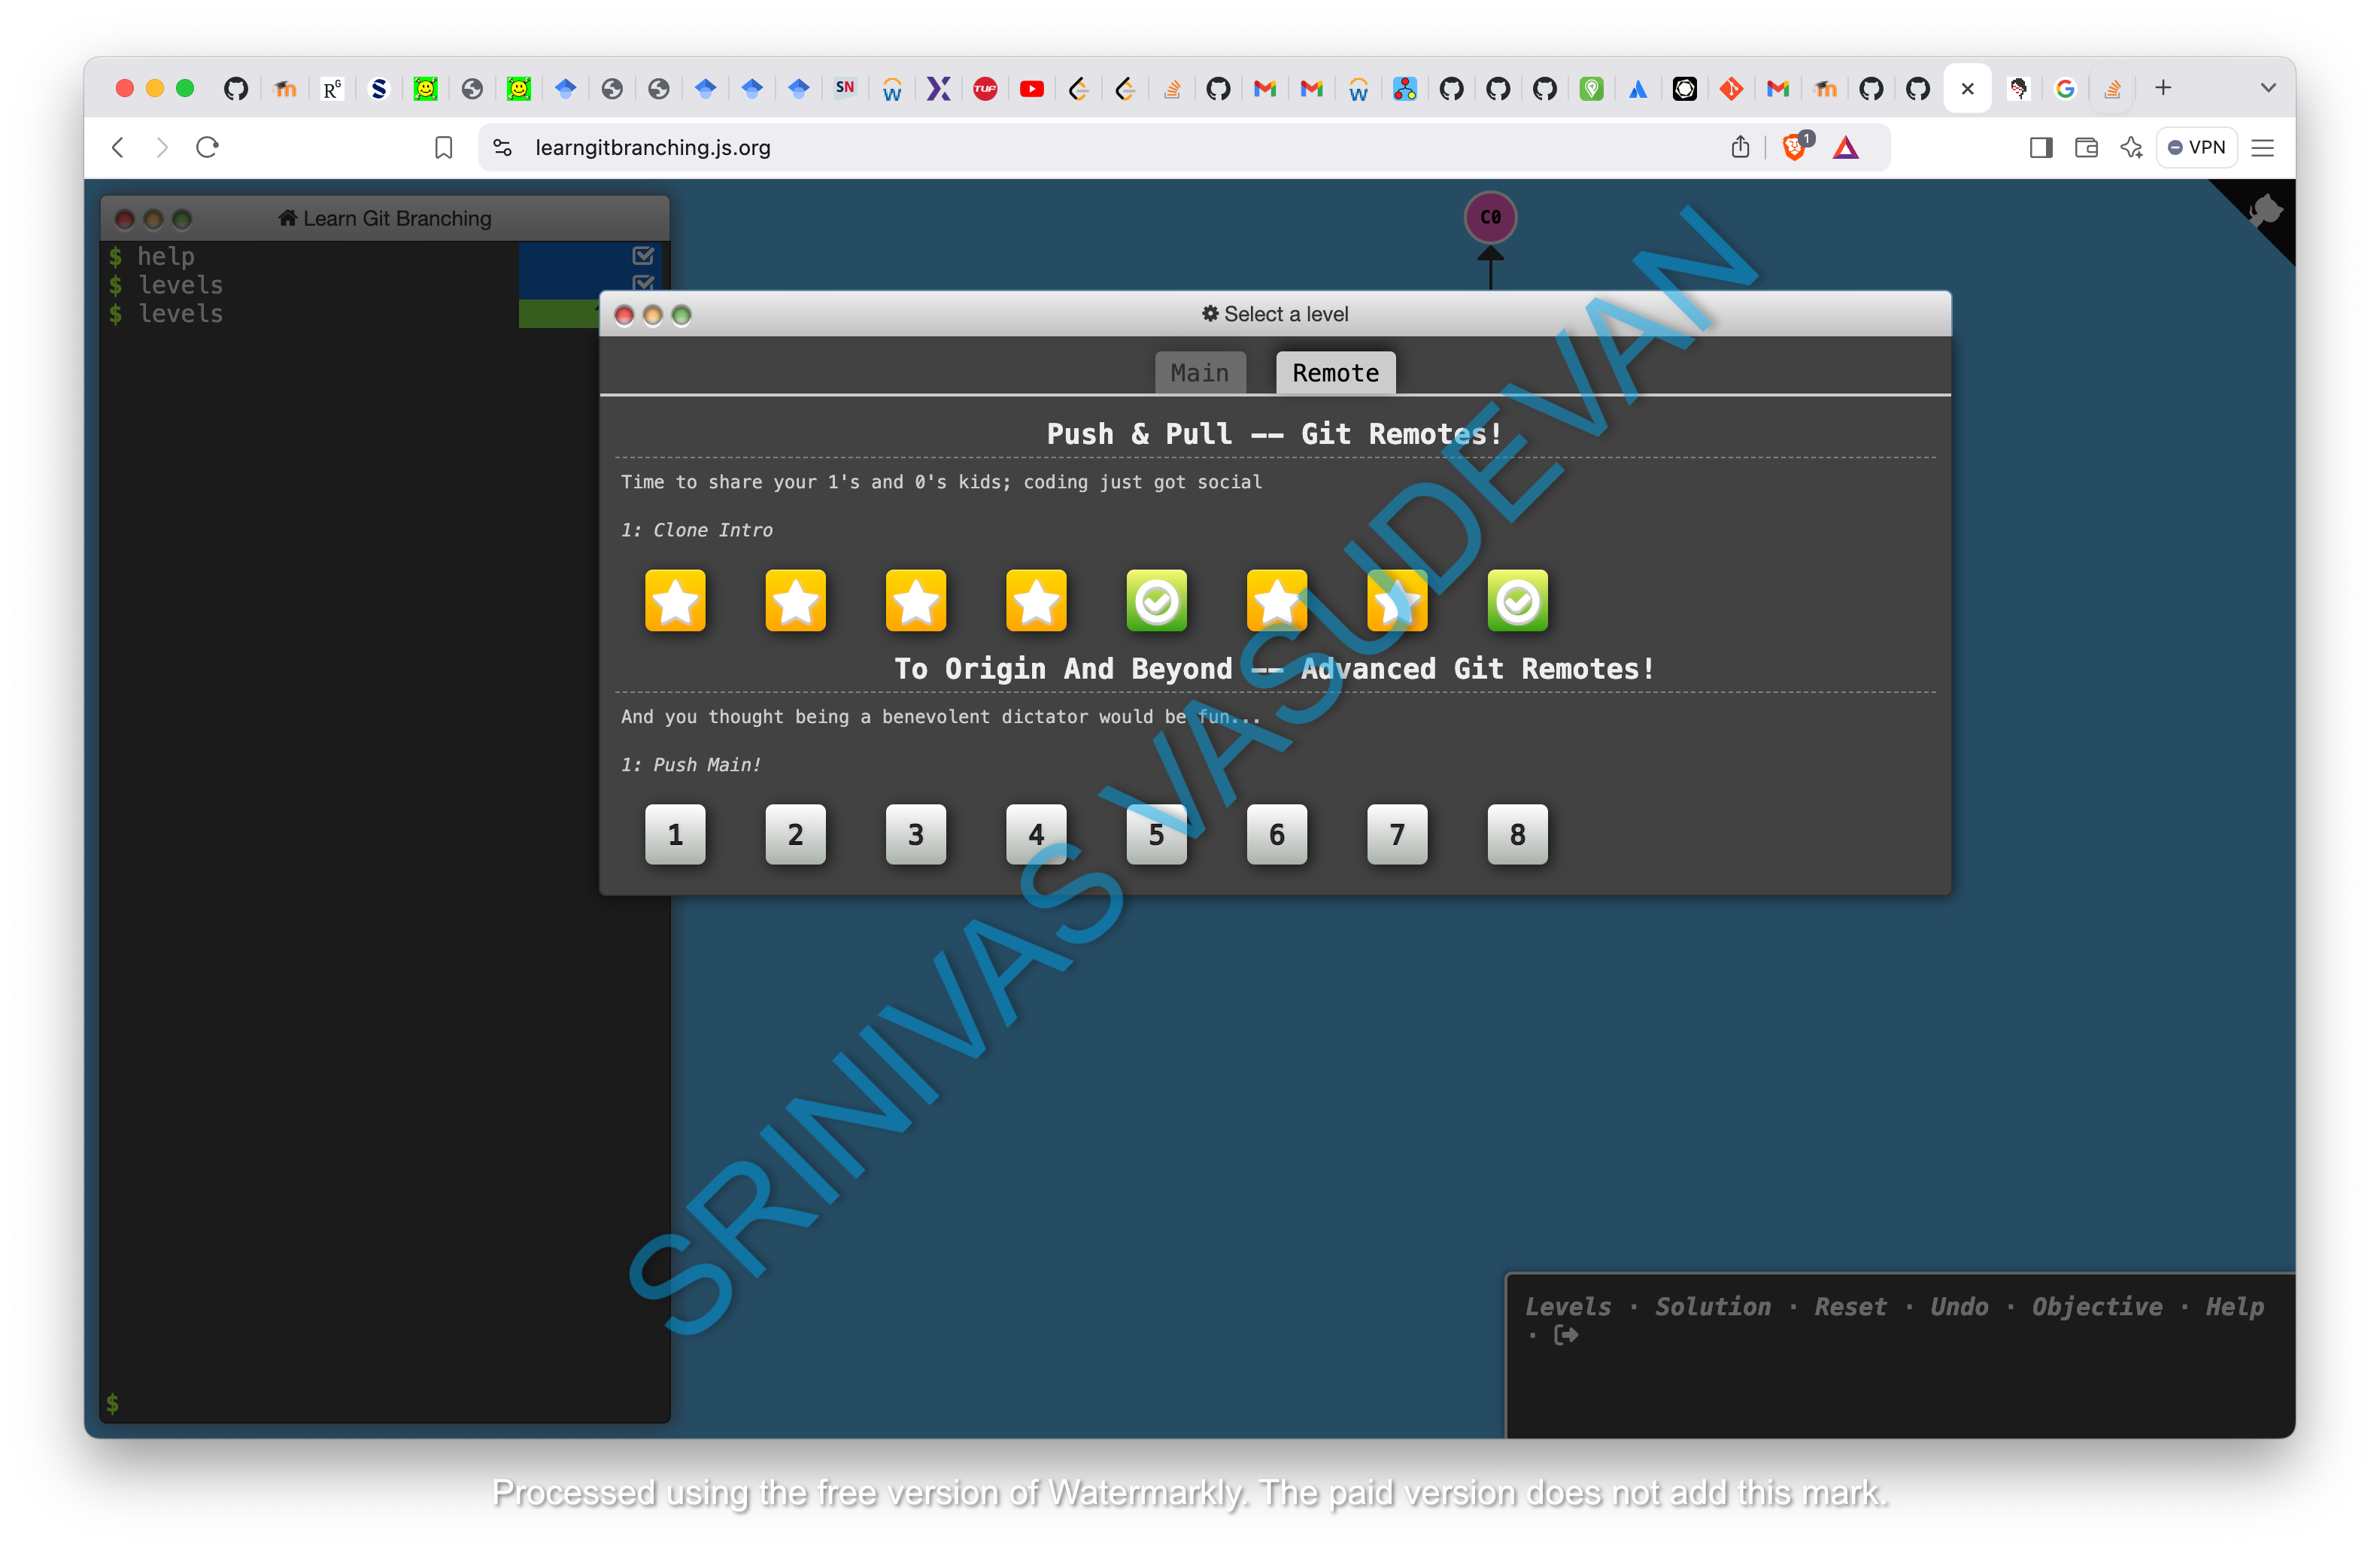 SN
TUF
learngitbranching.js.org
1
VPN
Learn Git Branching
$ help
$ levels
$ levels
C0
Select a level
Main
Remote
Push & Pull -- Git Remotes!
Time to share your 1's and 0's kids; coding just got social
1: Clone Intro
To Origin And Beyond -- Advanced Git Remotes!
And you thought being a benevolent dictator would be fun...
1: Push Main!
1 2 3 4 5 6 7 8
SRINIVAS VASUDEVAN
Levels · Solution · Reset · Undo · Objective · Help
·
$
Processed using the free version of Watermarkly. The paid version does not add this mark.